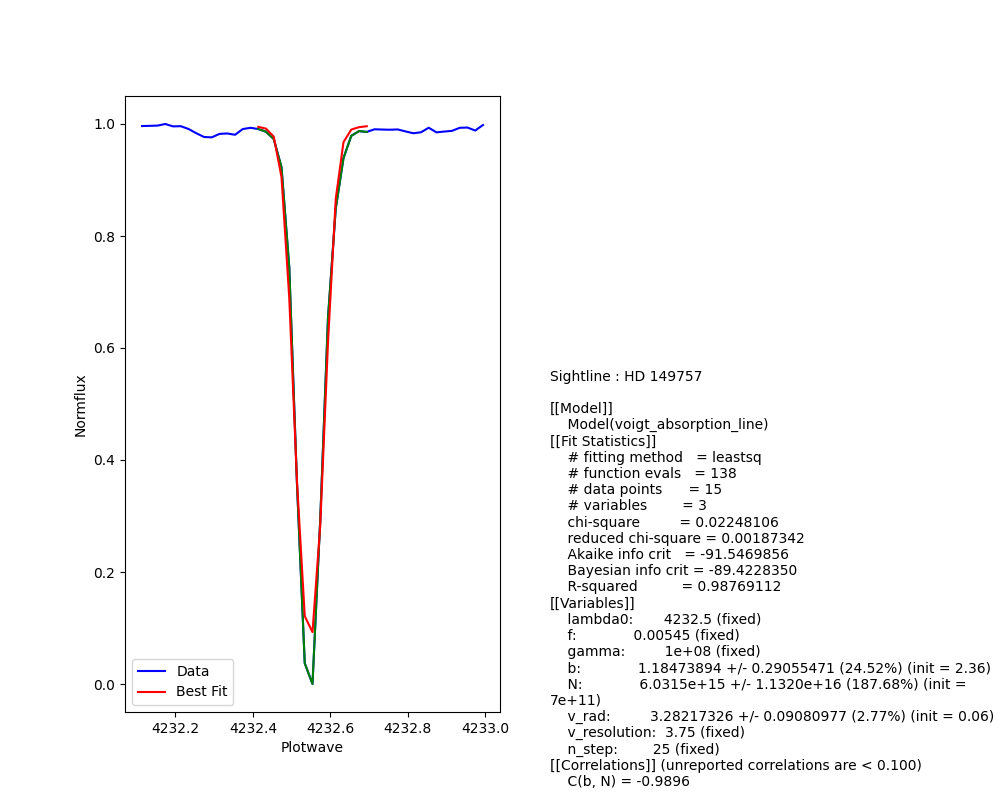 1.0
0.8
0.6
0.4
0.2
0.0
Normflux
Data
Best Fit
4232.2 4232.4 4232.6 4232.8 4233.0
Plotwave
Sightline : HD 149757
[[Model]]
Model(voigt_absorption_line)
[[Fit Statistics]]
# fitting method = leastsq
# function evals = 138
# data points = 15
# variables = 3
chi-square = 0.02248106
reduced chi-square = 0.00187342
Akaike info crit = -91.5469856
Bayesian info crit = -89.4228350
R-squared = 0.98769112
[[Variables]]
lambda0: 4232.5 (fixed)
f: 0.00545 (fixed)
gamma: 1e+08 (fixed)
b: 1.18473894 +/- 0.29055471 (24.52%) (init = 2.36)
N: 6.0315e+15 +/- 1.1320e+16 (187.68%) (init =
7e+11)
v_rad: 3.28217326 +/- 0.09080977 (2.77%) (init = 0.06)
v_resolution: 3.75 (fixed)
n_step: 25 (fixed)
[[Correlations]] (unreported correlations are < 0.100)
C(b, N) = -0.9896